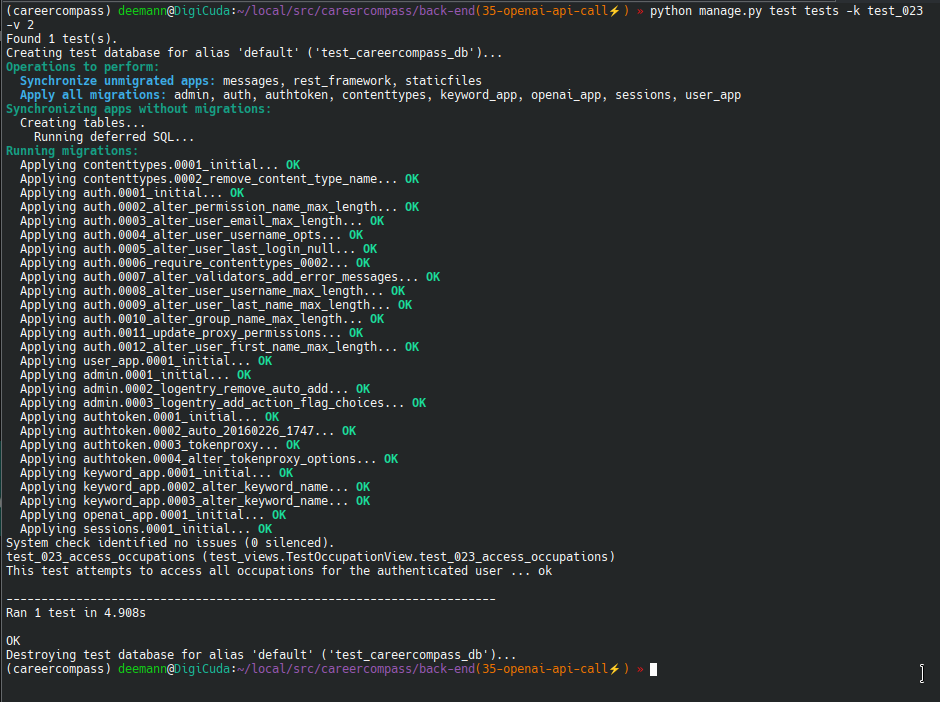 (careercompass) deemann@DigiCuda:~/local/src/careercompass/back-end(35-openai-api-call⚡) » python manage.py test tests -k test_023
-v 2
Found 1 test(s).
Creating test database for alias 'default' ('test_careercompass_db')...
Operations to perform:
  Synchronize unmigrated apps: messages, rest_framework, staticfiles
  Apply all migrations: admin, auth, authtoken, contenttypes, keyword_app, openai_app, sessions, user_app
Synchronizing apps without migrations:
  Creating tables...
    Running deferred SQL...
Running migrations:
  Applying contenttypes.0001_initial... OK
  Applying contenttypes.0002_remove_content_type_name... OK
  Applying auth.0001_initial... OK
  Applying auth.0002_alter_permission_name_max_length... OK
  Applying auth.0003_alter_user_email_max_length... OK
  Applying auth.0004_alter_user_username_opts... OK
  Applying auth.0005_alter_user_last_login_null... OK
  Applying auth.0006_require_contenttypes_0002... OK
  Applying auth.0007_alter_validators_add_error_messages... OK
  Applying auth.0008_alter_user_username_max_length... OK
  Applying auth.0009_alter_user_last_name_max_length... OK
  Applying auth.0010_alter_group_name_max_length... OK
  Applying auth.0011_update_proxy_permissions... OK
  Applying auth.0012_alter_user_first_name_max_length... OK
  Applying user_app.0001_initial... OK
  Applying admin.0001_initial... OK
  Applying admin.0002_logentry_remove_auto_add... OK
  Applying admin.0003_logentry_add_action_flag_choices... OK
  Applying authtoken.0001_initial... OK
  Applying authtoken.0002_auto_20160226_1747... OK
  Applying authtoken.0003_tokenproxy... OK
  Applying authtoken.0004_alter_tokenproxy_options... OK
  Applying keyword_app.0001_initial... OK
  Applying keyword_app.0002_alter_keyword_name... OK
  Applying keyword_app.0003_alter_keyword_name... OK
  Applying openai_app.0001_initial... OK
  Applying sessions.0001_initial... OK
System check identified no issues (0 silenced).
test_023_access_occupations (test_views.TestOccupationView.test_023_access_occupations)
This test attempts to access all occupations for the authenticated user ... ok

----------------------------------------------------------------------
Ran 1 test in 4.908s

OK
Destroying test database for alias 'default' ('test_careercompass_db')...
(careercompass) deemann@DigiCuda:~/local/src/careercompass/back-end(35-openai-api-call⚡) »